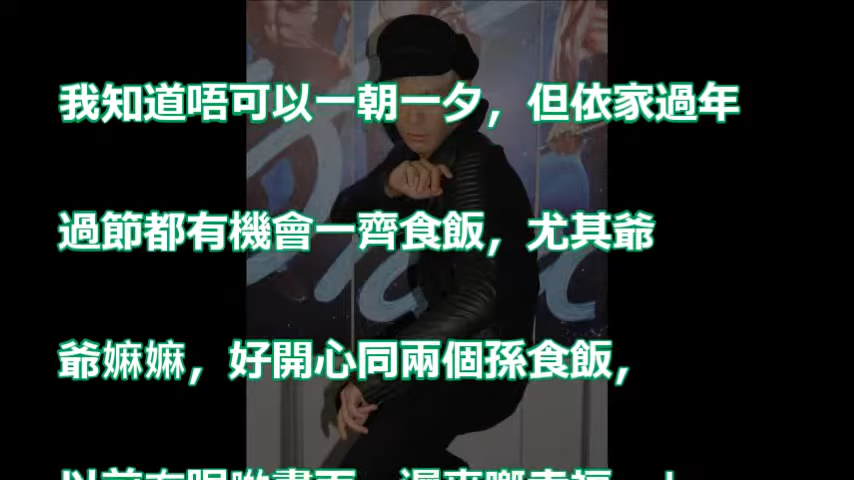 我知道唔可以一朝一夕，但依家過年
過節都有機會一齊食飯，尤其爺
爺嫲嫲，好開心同兩個孫食飯，